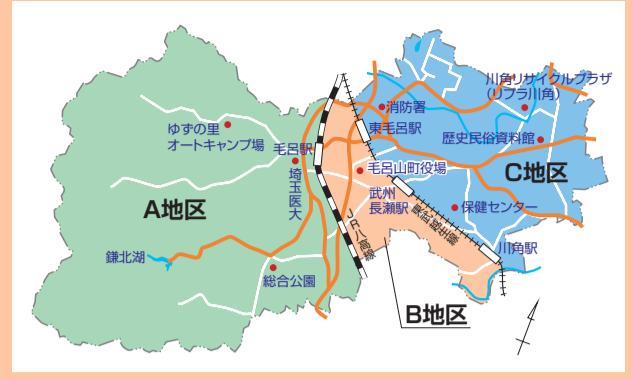 川角リサイクルプラザ
(リプラ川角)
消防署
東毛呂駅
歴史民俗資料館
ゆずの里
オートキャンプ場
毛呂駅
毛呂山町役場
C地区
埼玉医大
武州
長瀬駅
A地区
保健センター
JR八高線
東武越生線
川角駅
鎌北湖
総合公園
B地区